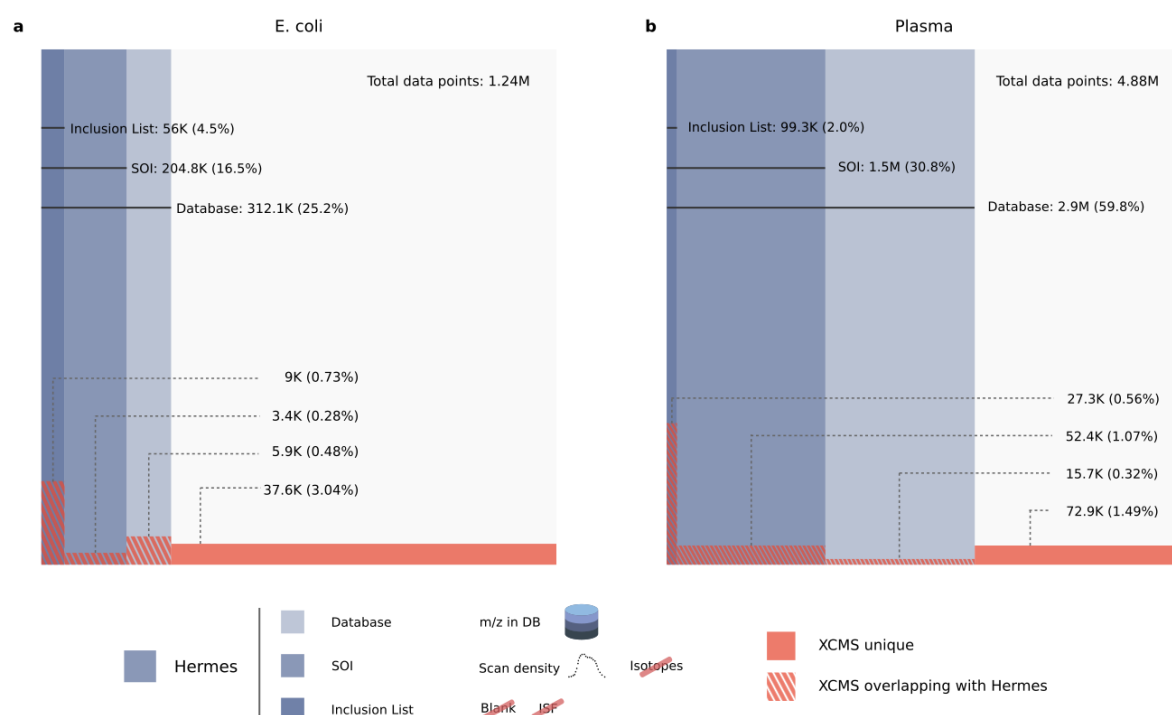 a
E. coli
Total data points: 1.24M
Inclusion List: 56K (4.5%)
SOI: 204.8K (16.5%)
Database: 312.1K (25.2%)
9K (0.73%)
3.4K (0.28%)
5.9K (0.48%)
37.6K (3.04%)
b
Plasma
Total data points: 4.88M
Inclusion List: 99.3K (2.0%)
SOI: 1.5M (30.8%)
Database: 2.9M (59.8%)
27.3K (0.56%)
52.4K (1.07%)
15.7K (0.32%)
72.9K (1.49%)
Hermes
Database
m/z in DB
SOI
Scan density
Isotopes
Inclusion List
Blank
ISF
XCMS unique
XCMS overlapping with Hermes